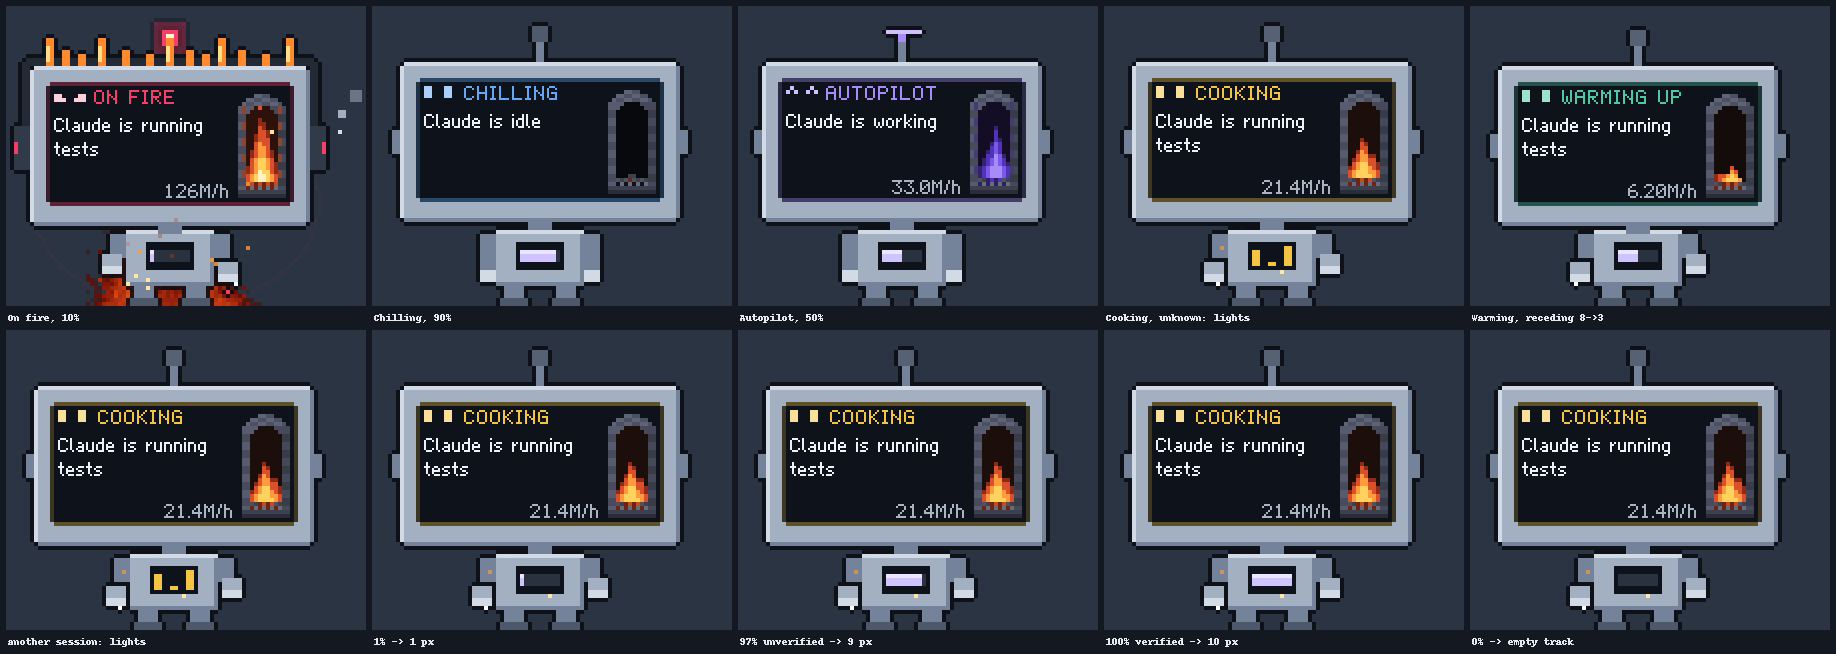 ON FIRE
Claude is running
tests
126M/h
On fire, 10%
CHILLING
Claude is idle
Chilling, 90%
AUTOPILOT
Claude is working
33.0M/h
Autopilot, 50%
COOKING
Claude is running
tests
21.4M/h
Cooking, unknown: lights
WARMING UP
Claude is running
tests
6.20M/h
Warming, receding 8->3
COOKING
Claude is running
tests
21.4M/h
another session: lights
COOKING
Claude is running
tests
21.4M/h
1% -> 1 px
COOKING
Claude is running
tests
21.4M/h
97% unverified -> 9 px
COOKING
Claude is running
tests
21.4M/h
100% verified -> 10 px
COOKING
Claude is running
tests
21.4M/h
0% -> empty track